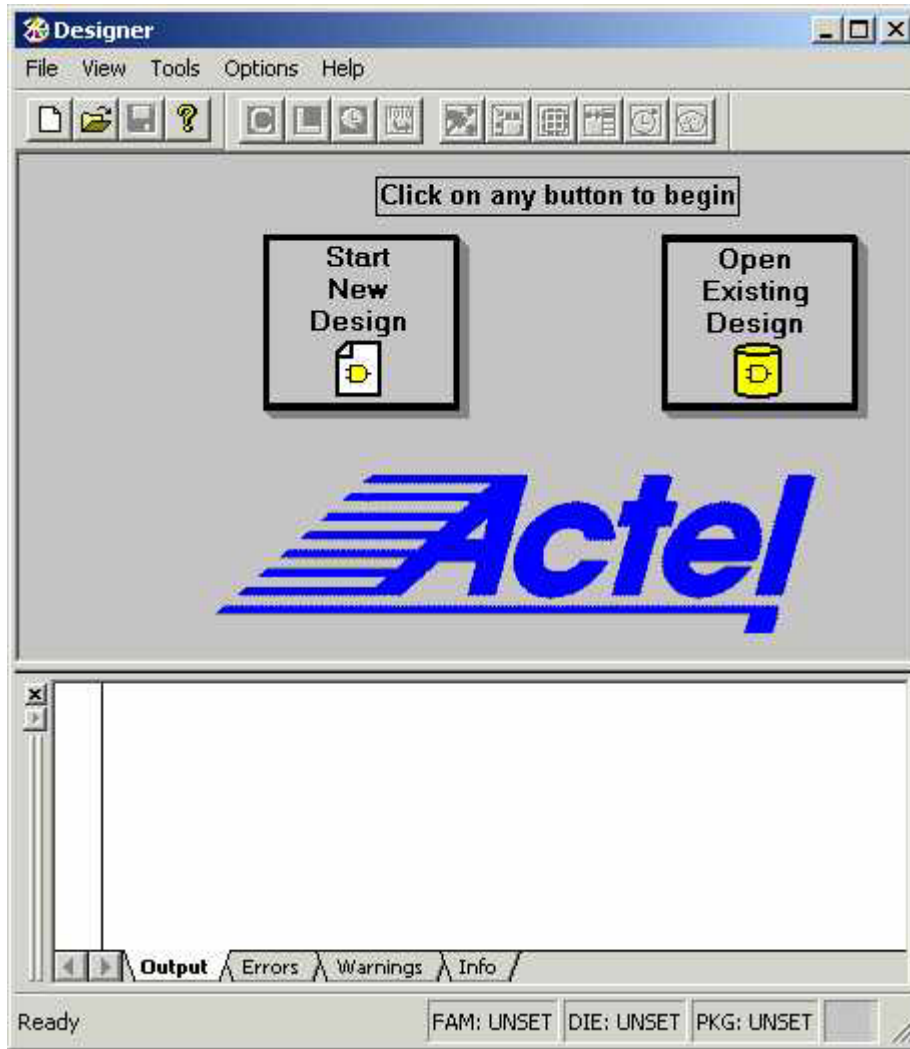 Designer
File View Tools Options Help
Click on any button to begin
Start
New
Design
Open
Existing
Design
Actel
Output Errors Warnings Info
Ready FAM: UNSET DIE: UNSET PKG: UNSET